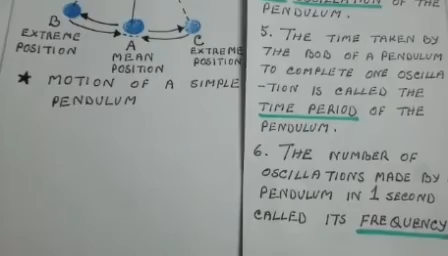 B
EXTREME
POSITION
A
MEAN
POSITION
C
EXTREME
POSITION
★ MOTION OF A SIMPLE
PENDULUM
OF THE
PENDULUM.
5. THE TIME TAKEN BY
THE BOB OF A PENDULUM
TO COMPLETE ONE OSCILLA
-TION IS CALLED THE
TIME PERIOD OF THE
PENDULUM.
6. THE NUMBER OF
OSCILLATIONS MADE BY
PENDULUM IN 1 SECOND
CALLED ITS FREQUENCY